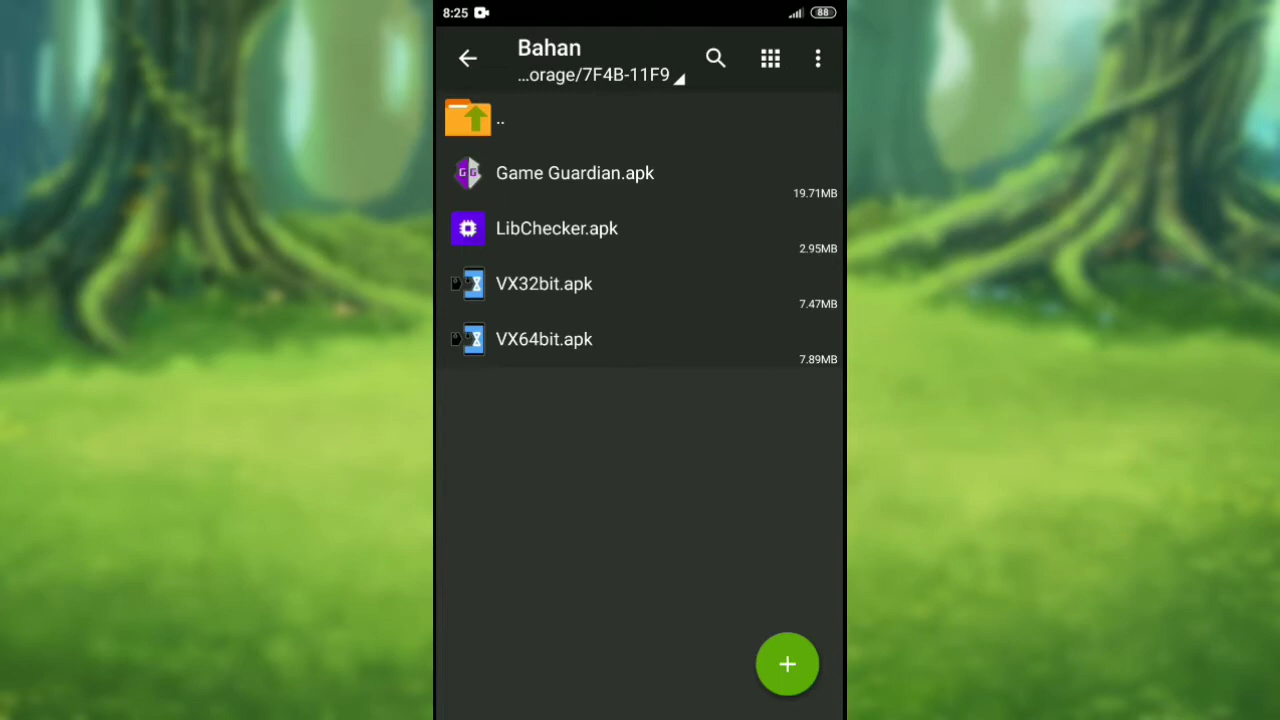 8:25 88
Bahan
...orage/7F4B-11F9
..
GG
Game Guardian.apk
19.71MB
LibChecker.apk
2.95MB
VX32bit.apk
7.47MB
VX64bit.apk
7.89MB